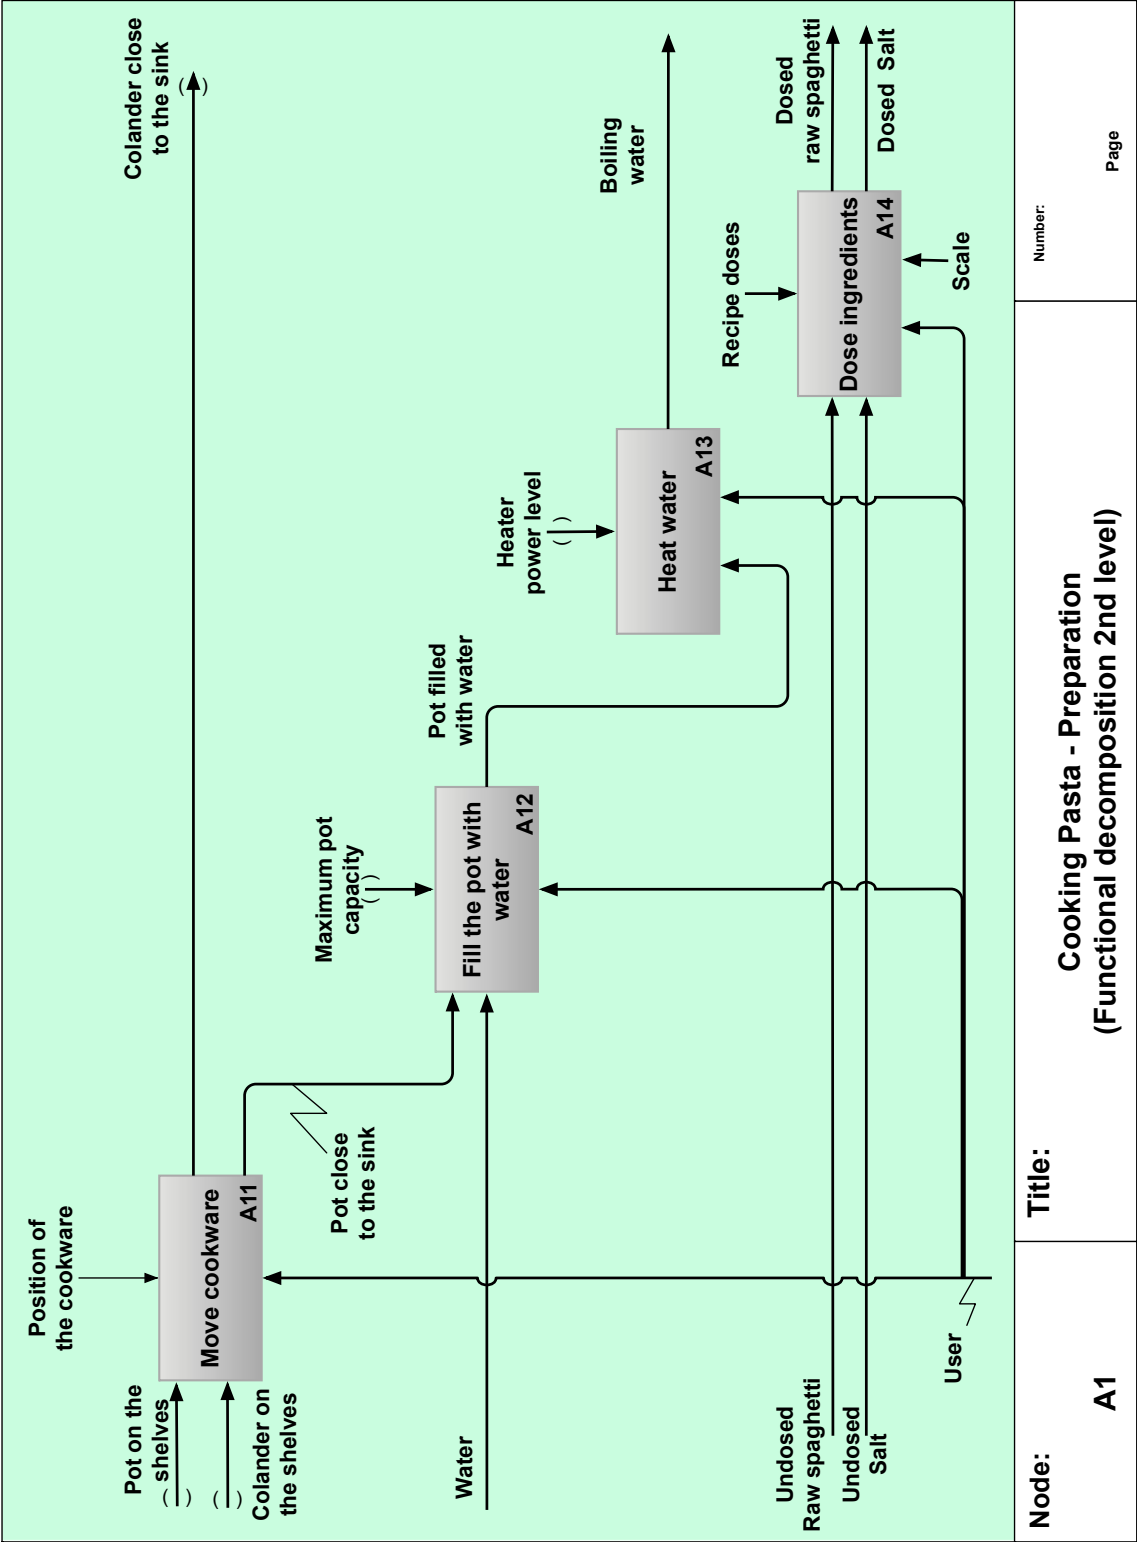 Position of
the cookware
Colander close
to the sink
( )
Pot on the
shelves
( )
( )
Colander on
the shelves
Move cookware
A11
Pot close
to the sink
Maximum pot
capacity
( )
Water
Fill the pot with
water
A12
Pot filled
with water
Heater
power level
( )
Heat water
A13
Boiling
water
Recipe doses
Undosed
Raw spaghetti
Undosed
Salt
Dose ingredients
A14
Dosed
raw spaghetti
Dosed Salt
Scale
User
Node:
A1
Title:
Cooking Pasta - Preparation
(Functional decomposition 2nd level)
Number:
Page